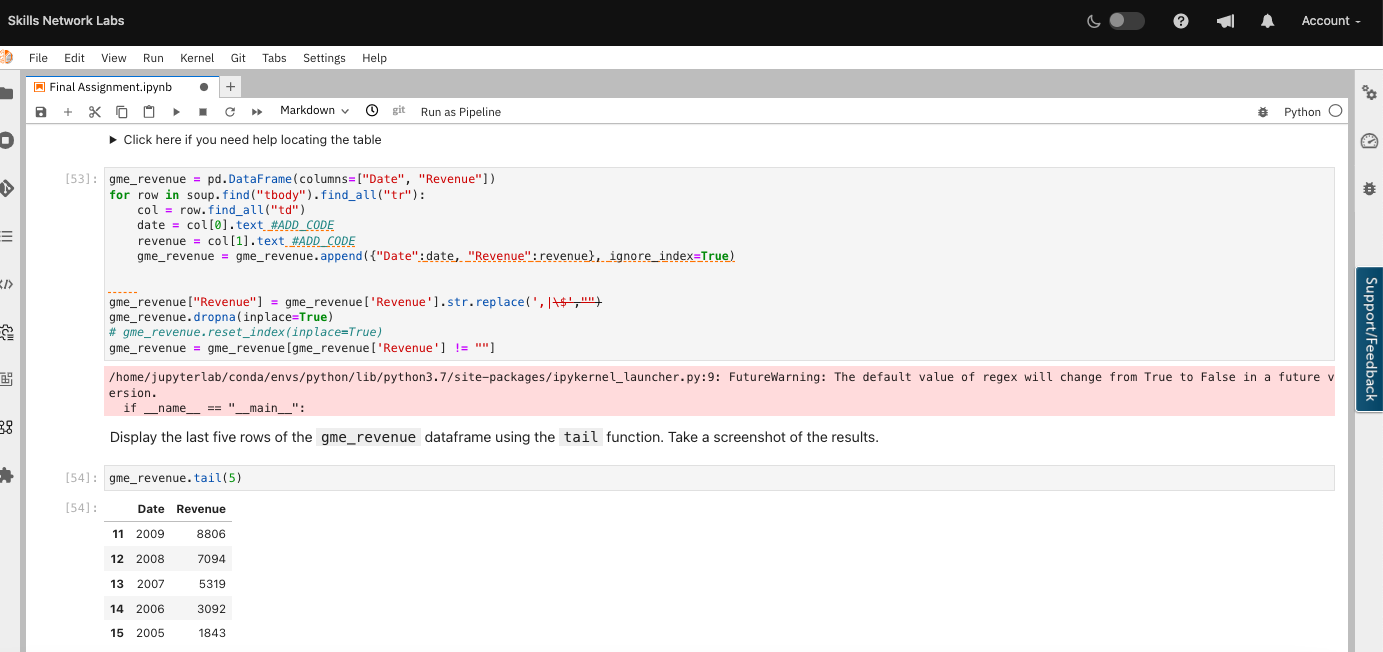 Skills Network Labs
Account
File Edit View Run Kernel Git Tabs Settings Help
Final Assignment.ipynb
Markdown git Run as Pipeline Python
Click here if you need help locating the table
[53]: gme_revenue = pd.DataFrame(columns=["Date", "Revenue"])
for row in soup.find("tbody").find_all("tr"):
    col = row.find_all("td")
    date = col[0].text #ADD_CODE
    revenue = col[1].text #ADD_CODE
    gme_revenue = gme_revenue.append({"Date":date, "Revenue":revenue}, ignore_index=True)
gme_revenue["Revenue"] = gme_revenue['Revenue'].str.replace(',|\$',"")
gme_revenue.dropna(inplace=True)
# gme_revenue.reset_index(inplace=True)
gme_revenue = gme_revenue[gme_revenue['Revenue'] != ""]
/home/jupyterlab/conda/envs/python/lib/python3.7/site-packages/ipykernel_launcher.py:9: FutureWarning: The default value of regex will change from True to False in a future v
ersion.
  if __name__ == "__main__":
Display the last five rows of the gme_revenue dataframe using the tail function. Take a screenshot of the results.
[54]: gme_revenue.tail(5)
[54]: Date Revenue
11 2009 8806
12 2008 7094
13 2007 5319
14 2006 3092
15 2005 1843
Support/Feedback